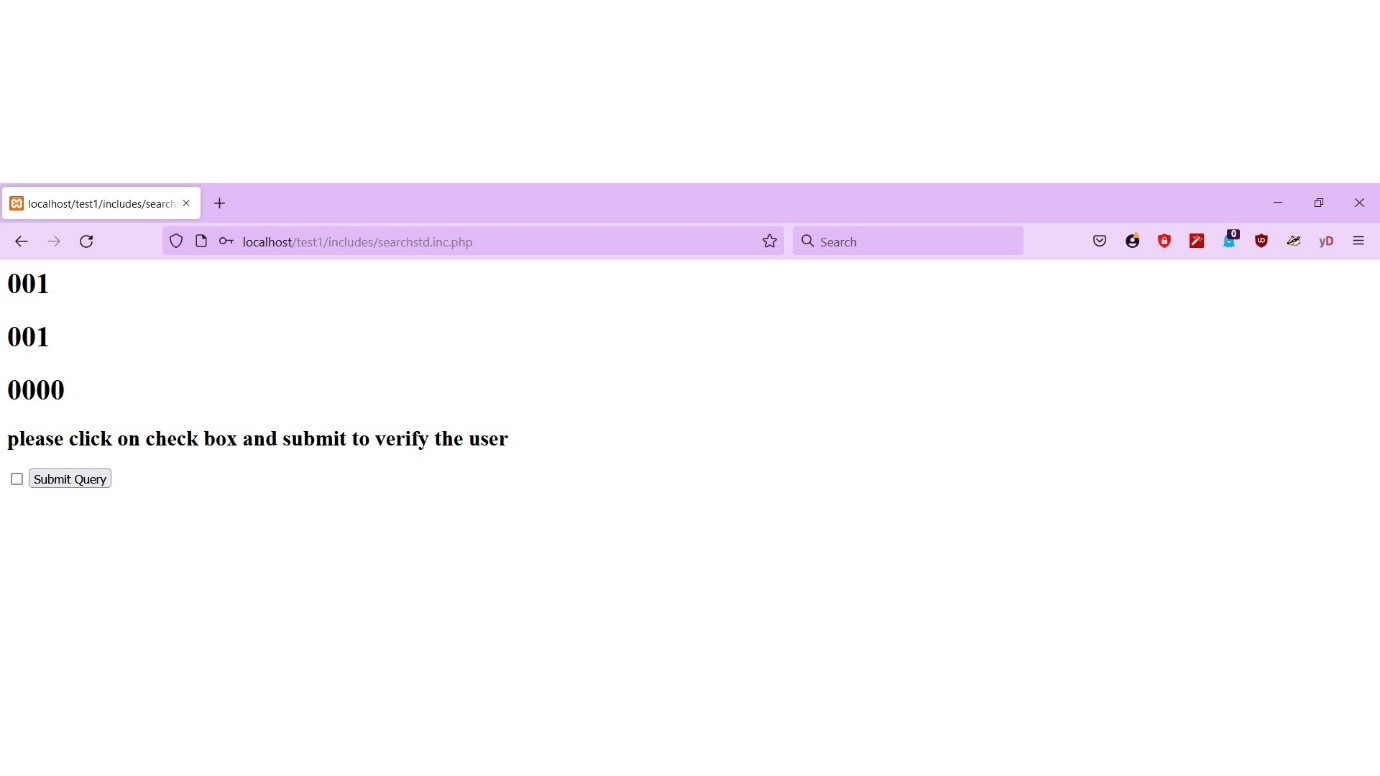 localhost/test1/includes/search
localhost/test1/includes/searchstd.inc.php
Search
0
yD
001
001
0000
please click on check box and submit to verify the user
Submit Query